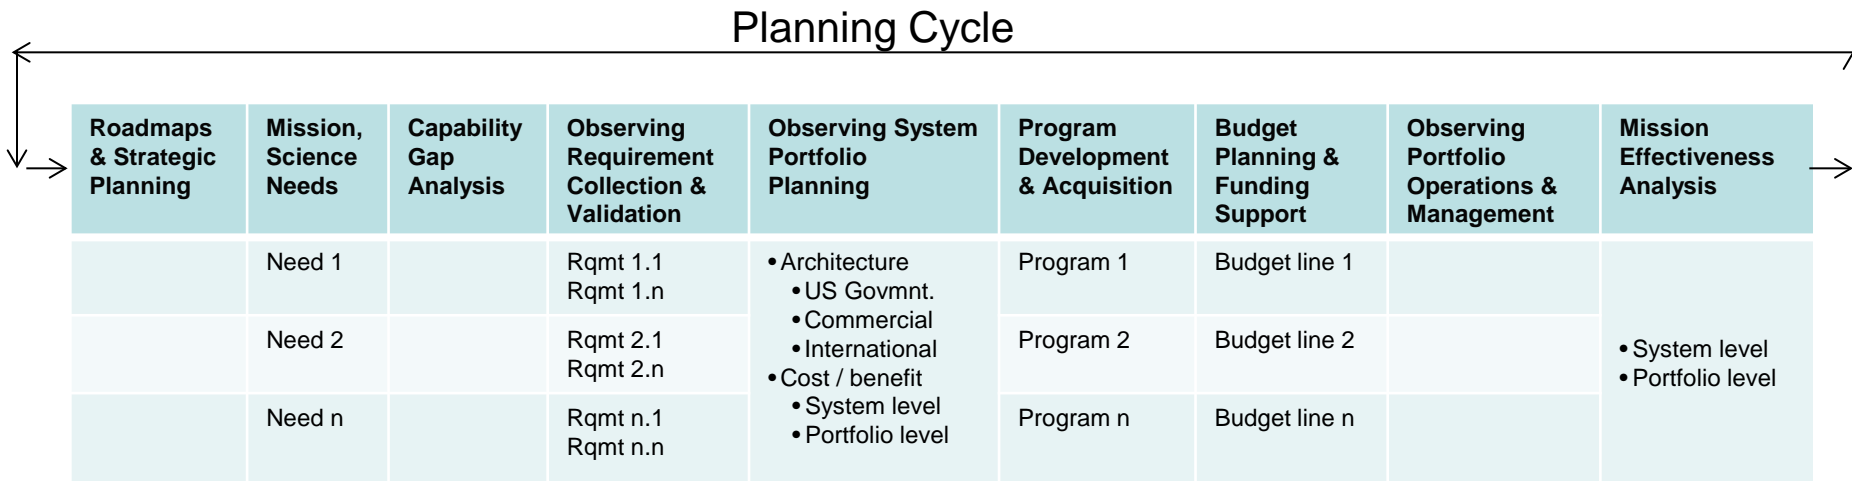 Planning Cycle
Roadmaps
& Strategic
Planning
Mission,
Science
Needs
Capability
Gap
Analysis
Observing
Requirement
Collection &
Validation
Observing System
Portfolio
Planning
Program
Development
& Acquisition
Budget
Planning &
Funding
Support
Observing
Portfolio
Operations &
Management
Mission
Effectiveness
Analysis
Need 1
Rqmt 1.1
Rqmt 1.n
• Architecture
• US Govmnt.
• Commercial
• International
• Cost / benefit
• System level
• Portfolio level
Program 1
Budget line 1
Need 2
Rqmt 2.1
Rqmt 2.n
Program 2
Budget line 2
• System level
• Portfolio level
Need n
Rqmt n.1
Rqmt n.n
Program n
Budget line n